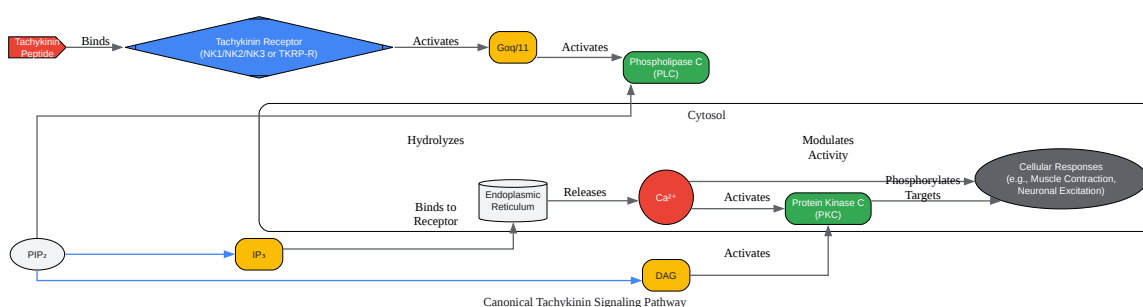 Tachykinin
Peptide
Binds
Tachykinin Receptor
(NK1/NK2/NK3 or TKRP-R)
Activates
Gαq/11
Activates
Phospholipase C
(PLC)
Cytosol
Hydrolyzes
Modulates
Activity
Cellular Responses
(e.g., Muscle Contraction,
Neuronal Excitation)
Endoplasmic
Reticulum
Releases
Ca²⁺
Activates
Protein Kinase C
(PKC)
Phosphorylates
Targets
Binds to
Receptor
PIP₂
IP₃
Activates
DAG
Canonical Tachykinin Signaling Pathway